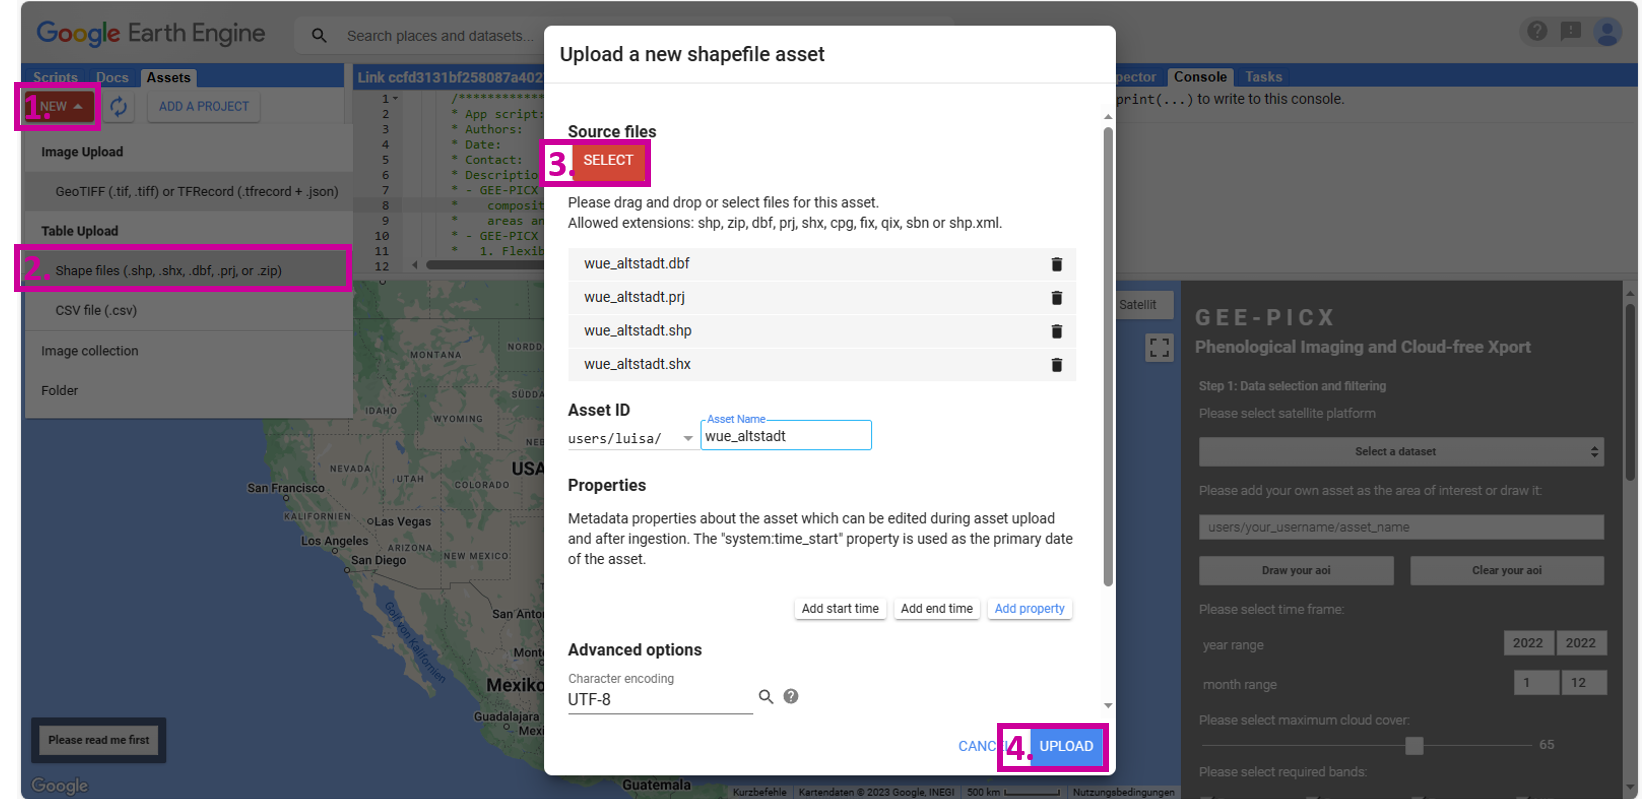 Google Earth Engine
Search places and datasets...
Scripts Docs Assets
1. NEW
ADD A PROJECT
Image Upload
GeoTIFF (.tif, .tiff) or TFRecord (.tfrecord + .json)
Table Upload
2. Shape files (.shp, .shx, .dbf, .prj, or .zip)
CSV file (.csv)
Image collection
Folder
Link ccfd3131bf258087a402
1 /**************
2 * App script:
3 * Authors:
4 * Date:
5 * Contact:
6 * Description
7 * - GEE-PICX
8 * composit
9 * areas an
10 * - GEE-PICX
11 * 1. Flexib
12
Upload a new shapefile asset
Source files
3. SELECT
Please drag and drop or select files for this asset.
Allowed extensions: shp, zip, dbf, prj, shx, cpg, fix, qix, sbn or shp.xml.
wue_altstadt.dbf
wue_altstadt.prj
wue_altstadt.shp
wue_altstadt.shx
Asset ID
Asset Name
users/luisa/ wue_altstadt
Properties
Metadata properties about the asset which can be edited during asset upload
and after ingestion. The "system:time_start" property is used as the primary date
of the asset.
Add start time Add end time Add property
Advanced options
Character encoding
UTF-8
CANCEL
4. UPLOAD
pector Console Tasks
print(...) to write to this console.
Satellit
GEE-PICX
Phenological Imaging and Cloud-free Xport
Step 1: Data selection and filtering
Please select satellite platform
Select a dataset
Please add your own asset as the area of interest or draw it:
users/your_username/asset_name
Draw your aoi Clear your aoi
Please select time frame:
year range 2022 2022
month range 1 12
Please select maximum cloud cover:
65
Please select required bands:
MONTANA
NORDD
IDAHO
WYOMING
SÜDDA
NEBR
NEVADA
UTAH
COLORADO
USA
San Francisco
KALIFORNIEN
Las Vegas
Los Angeles
ARIZONA
NEW MEXICO
San Diego
San Anto
Golf von Kalifornien
Mont
Mexiko
Guadalajara
Mexi
Guatemala
Please read me first
Google
Kurzbefehle Kartendaten © 2023 Google, INEGI 500 km Nutzungsbedingungen